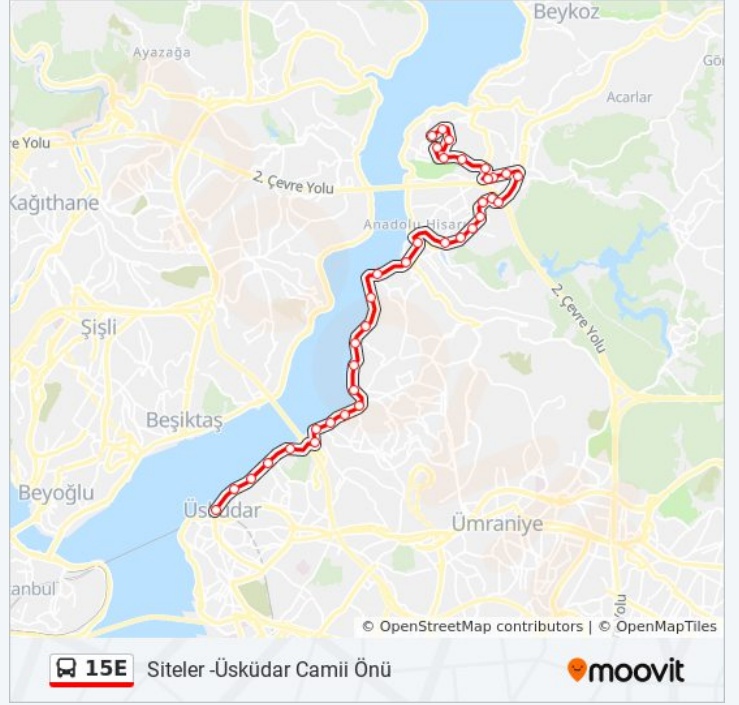 Beykoz
Ayazağa
Gö
Acarlar
e Yolu
2. Çevre Yolu
Kağıthane
Anadolu Hisarı
2. Çevre Yolu
Şişli
Beşiktaş
Beyoğlu
Üsküdar
Ümraniye
anbul
Yolu
© OpenStreetMap contributors | © OpenMapTiles
15E Siteler -Üsküdar Camii Önü
moovit